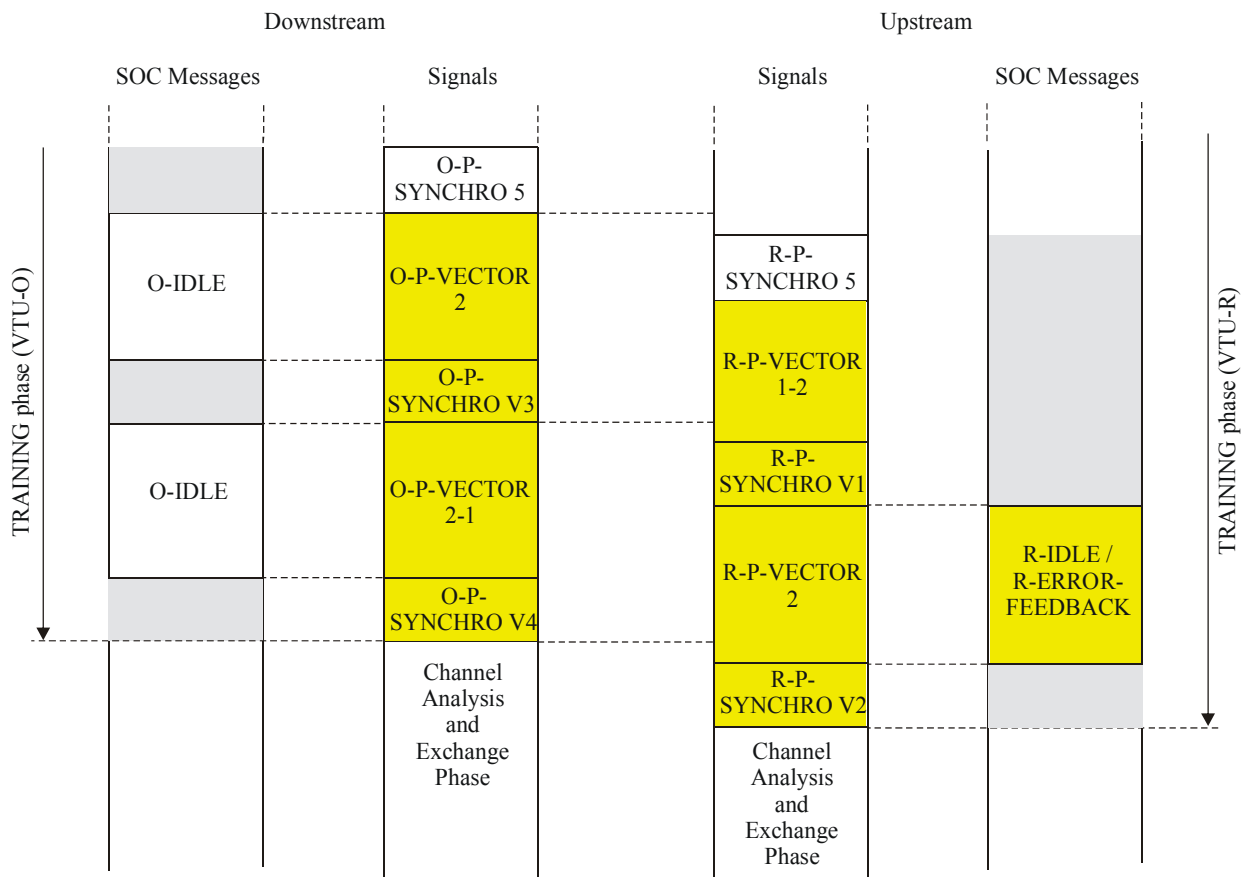 Downstream
Upstream
SOC Messages
Signals
Signals
SOC Messages
TRAINING phase (VTU-O)
O-IDLE
O-IDLE
O-P-
SYNCHRO 5
O-P-VECTOR
2
O-P-
SYNCHRO V3
O-P-VECTOR
2-1
O-P-
SYNCHRO V4
Channel
Analysis
and
Exchange
Phase
R-P-
SYNCHRO 5
R-P-VECTOR
1-2
R-P-
SYNCHRO V1
R-P-VECTOR
2
R-P-
SYNCHRO V2
Channel
Analysis
and
Exchange
Phase
R-IDLE /
R-ERROR-
FEEDBACK
TRAINING phase (VTU-R)